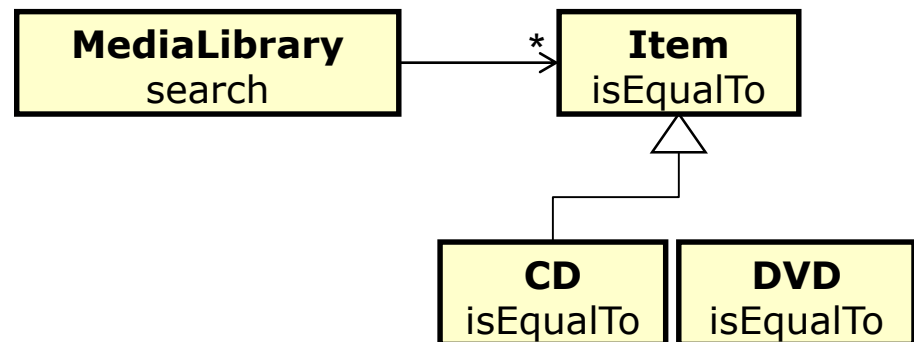 MediaLibrary
search
*
Item
isEqualTo
CD
isEqualTo
DVD
isEqualTo